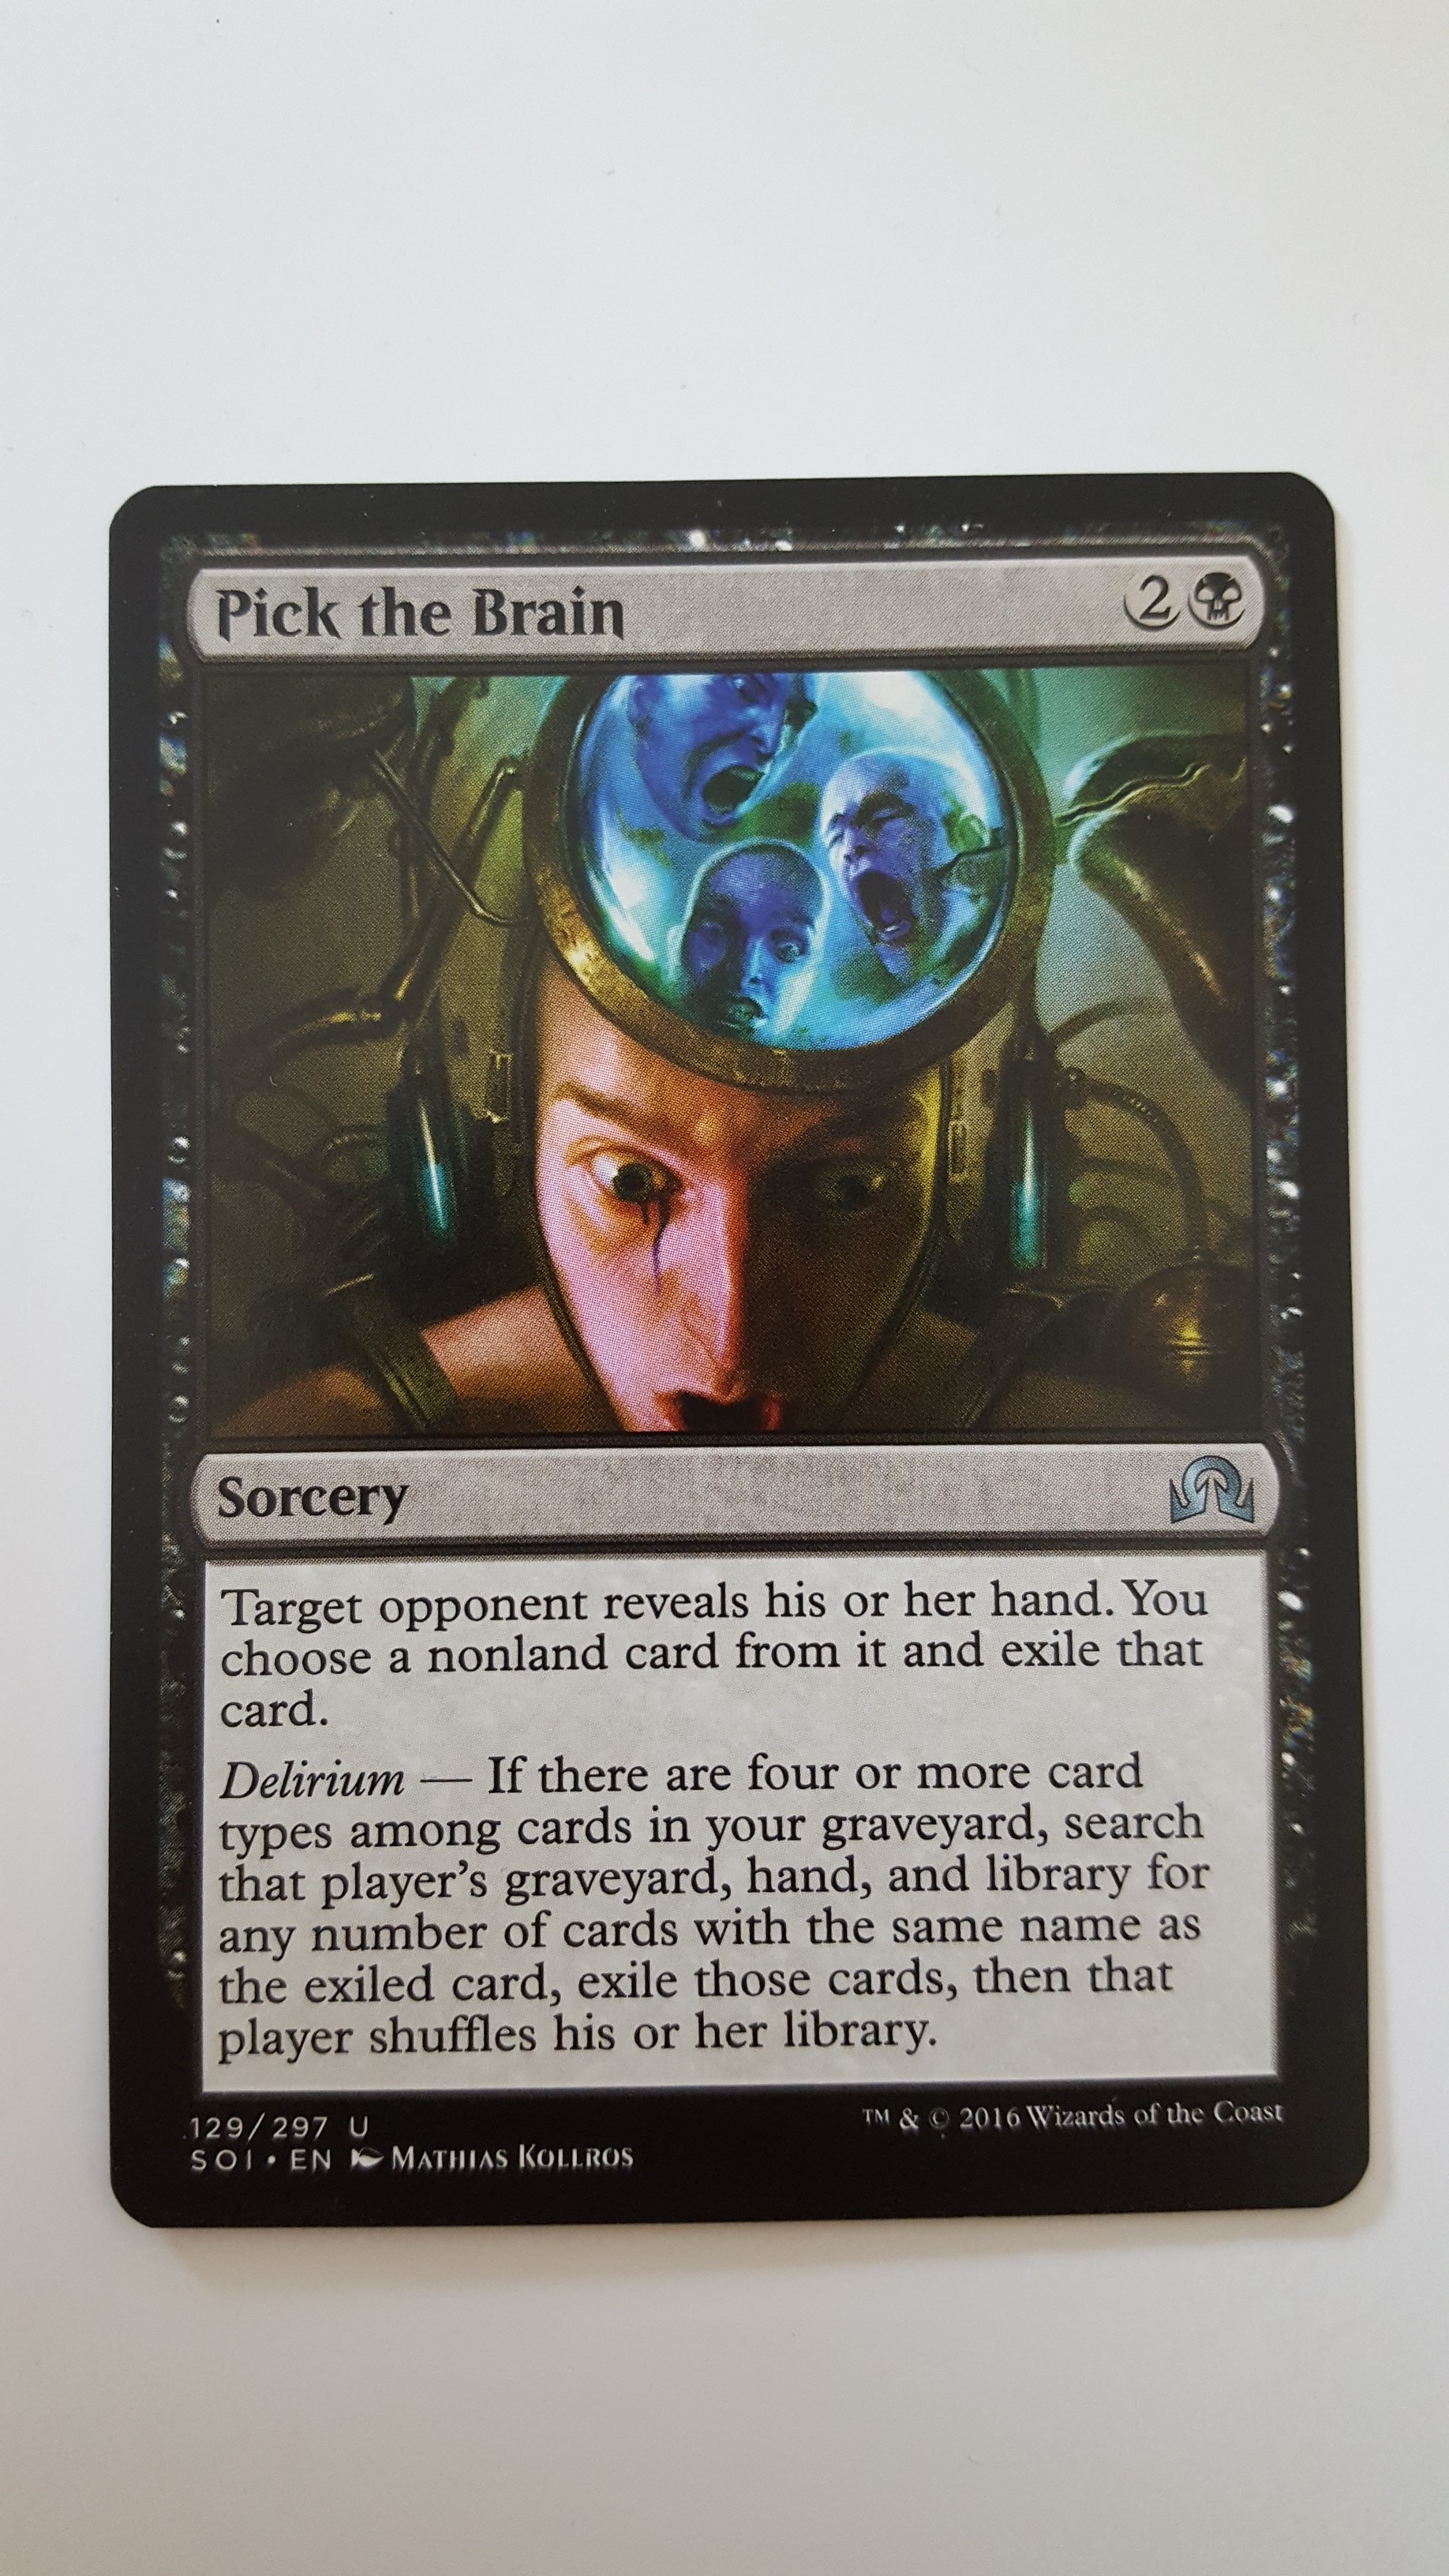 Pick the Brain 2
Sorcery
Target opponent reveals his or her hand. You
choose a nonland card from it and exile that
card.
Delirium — If there are four or more card
types among cards in your graveyard, search
that player's graveyard, hand, and library for
any number of cards with the same name as
the exiled card, exile those cards, then that
player shuffles his or her library.
129/297 U
SOI • EN MATHIAS KOLLROS
™ & © 2016 Wizards of the Coast